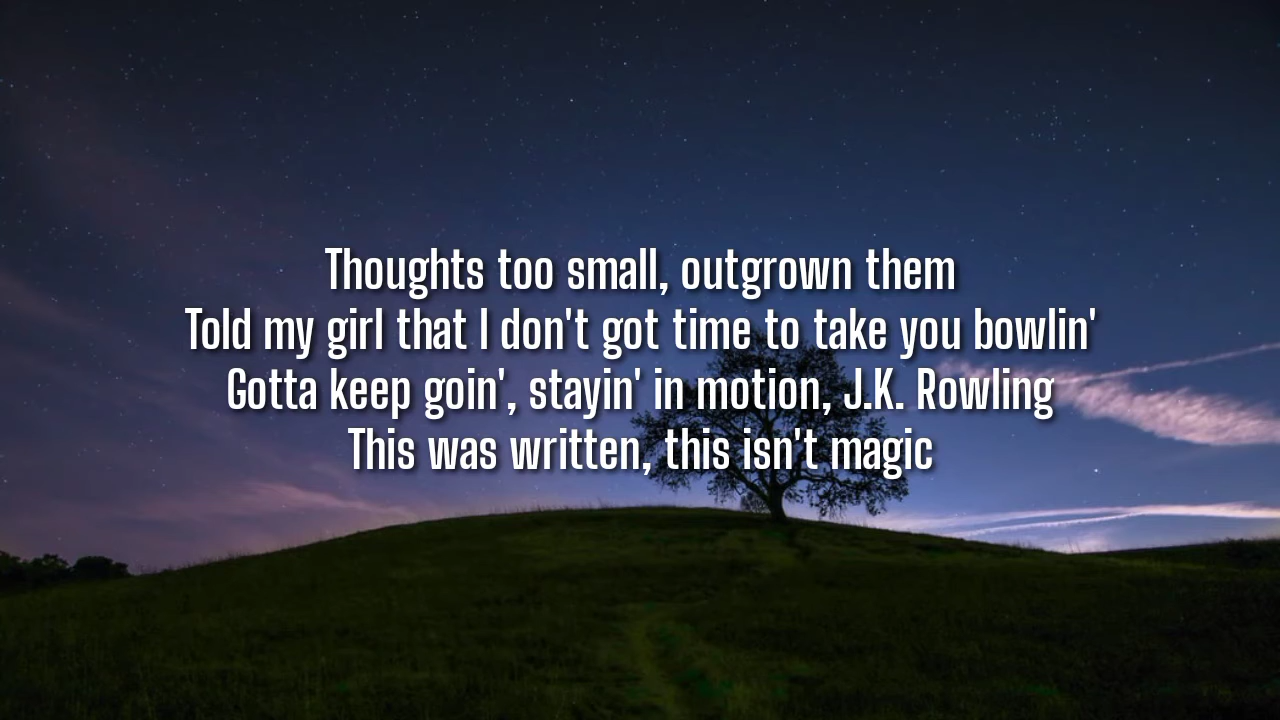 Thoughts too small, outgrown them
Told my girl that I don't got time to take you bowlin'
Gotta keep goin', stayin' in motion, J.K. Rowling
This was written, this isn't magic